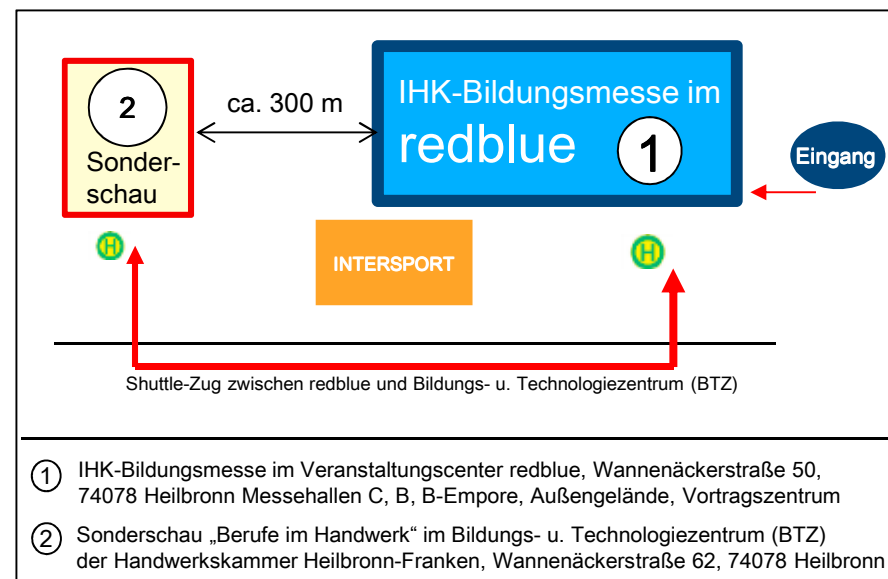 2
Sonder-
schau
ca. 300 m
IHK-Bildungsmesse im
redblue
1
Eingang
H
INTERSPORT
H
Shuttle-Zug zwischen redblue und Bildungs- u. Technologiezentrum (BTZ)
1 IHK-Bildungsmesse im Veranstaltungscenter redblue, Wannenäckerstraße 50,
74078 Heilbronn Messehallen C, B, B-Empore, Außengelände, Vortragszentrum
2 Sonderschau „Berufe im Handwerk“ im Bildungs- u. Technologiezentrum (BTZ)
der Handwerkskammer Heilbronn-Franken, Wannenäckerstraße 62, 74078 Heilbronn